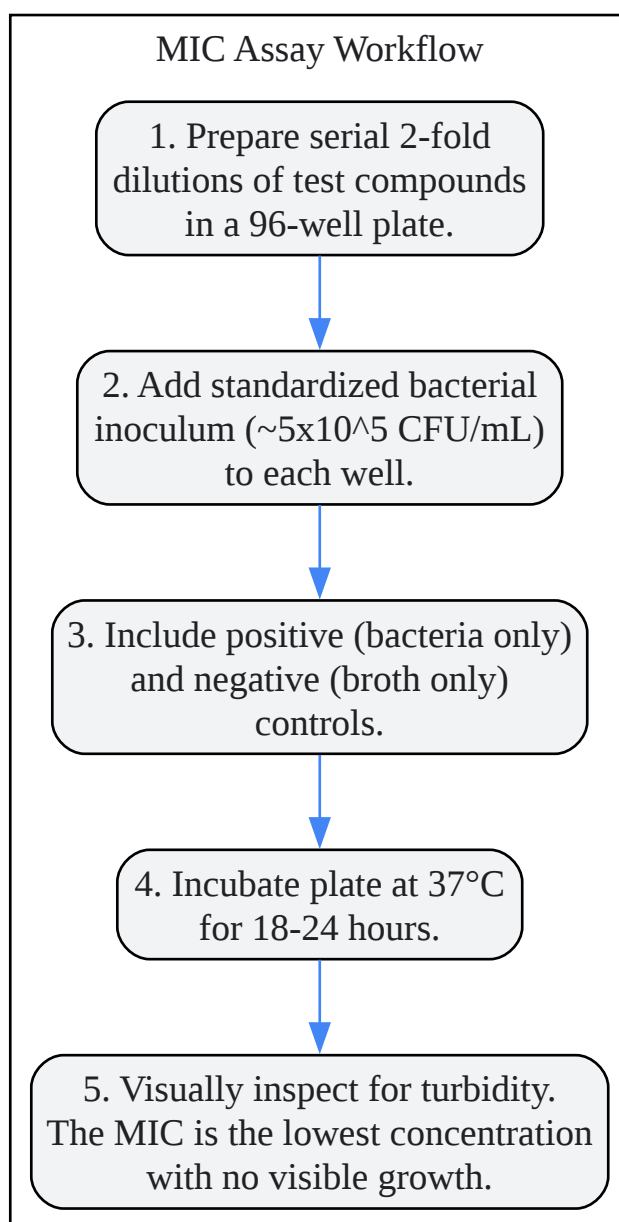 MIC Assay Workflow
1. Prepare serial 2-fold
dilutions of test compounds
in a 96-well plate.
2. Add standardized bacterial
inoculum (~5x10^5 CFU/mL)
to each well.
3. Include positive (bacteria only)
and negative (broth only)
controls.
4. Incubate plate at 37°C
for 18-24 hours.
5. Visually inspect for turbidity.
The MIC is the lowest concentration
with no visible growth.